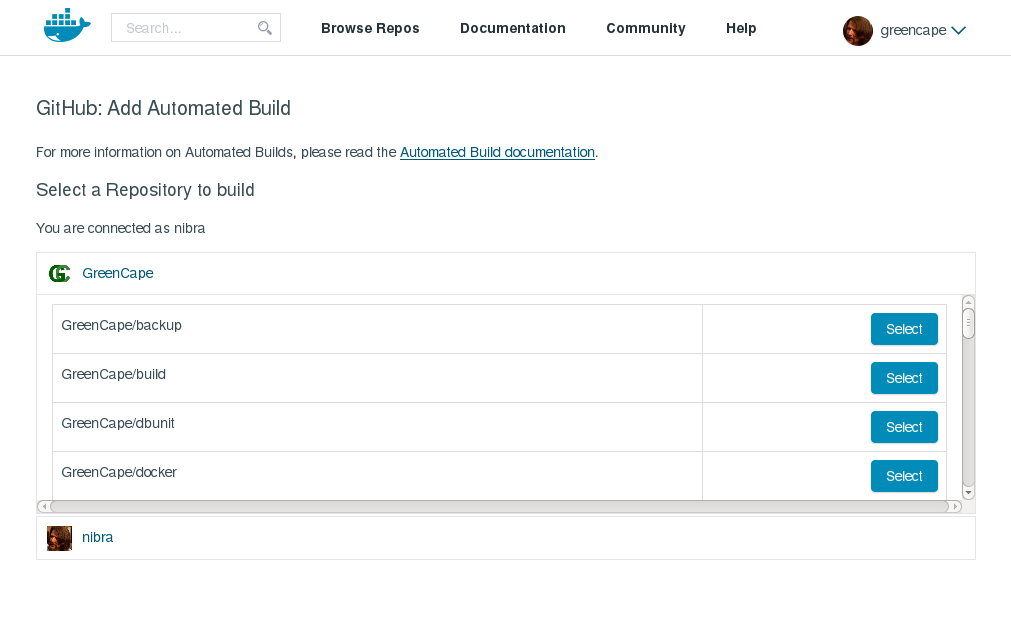 Search...
Browse Repos
Documentation
Community
Help
greencape
GitHub: Add Automated Build
For more information on Automated Builds, please read the Automated Build documentation.
Select a Repository to build
You are connected as nibra
GreenCape
GreenCape/backup Select
GreenCape/build Select
GreenCape/dbunit Select
GreenCape/docker Select
nibra